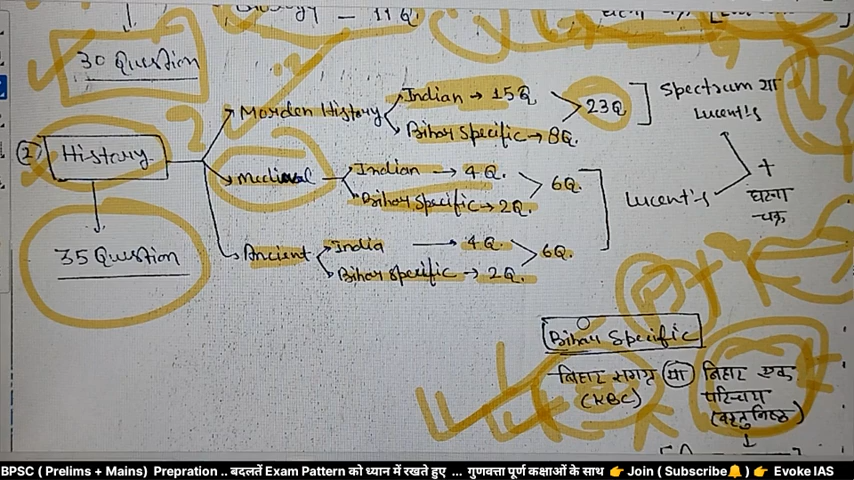 30 Question
(2) History
35 Question
Morden History
Indian → 15Q
Bihar Specific → 8Q.
23Q
Spectrum या
Lucent's
Medieval
Indian → 4Q.
Bihar Specific → 2Q.
6Q.
Lucent's
+
घटना
चक्र
Ancient
India → 4Q.
Bihar Specific → 2Q.
6Q.
Bihar Specific
बिहार समग्र या बिहार एक
(KBC) परिचय
(वस्तुनिष्ठ)
BPSC ( Prelims + Mains) Prepration .. बदलतें Exam Pattern को ध्यान में रखते हुए ... गुणवत्ता पूर्ण कक्षाओं के साथ 👉 Join ( Subscribe🔔 ) 👉 Evoke IAS